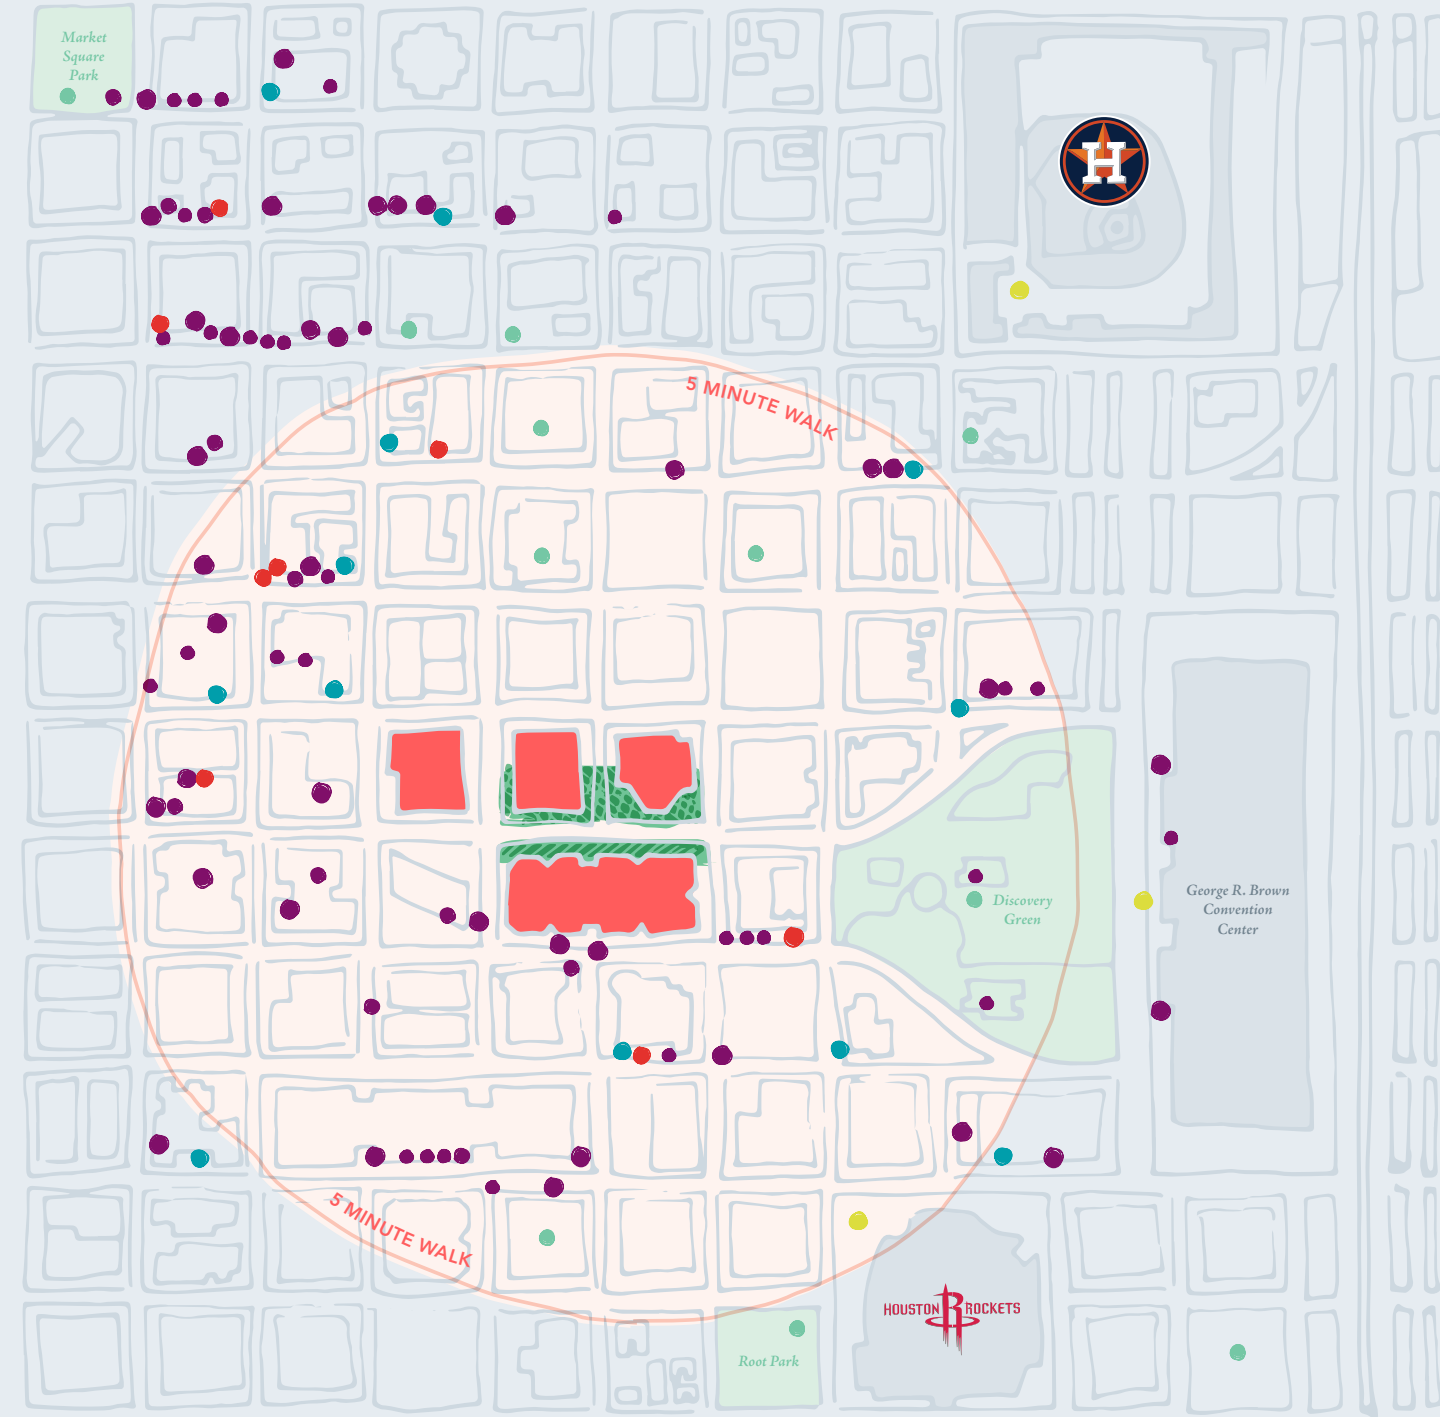 Market
Square
Park
H
5 MINUTE WALK
George R. Brown
Convention
Center
Discovery
Green
5 MINUTE WALK
HOUSTON R ROCKETS
Root Park